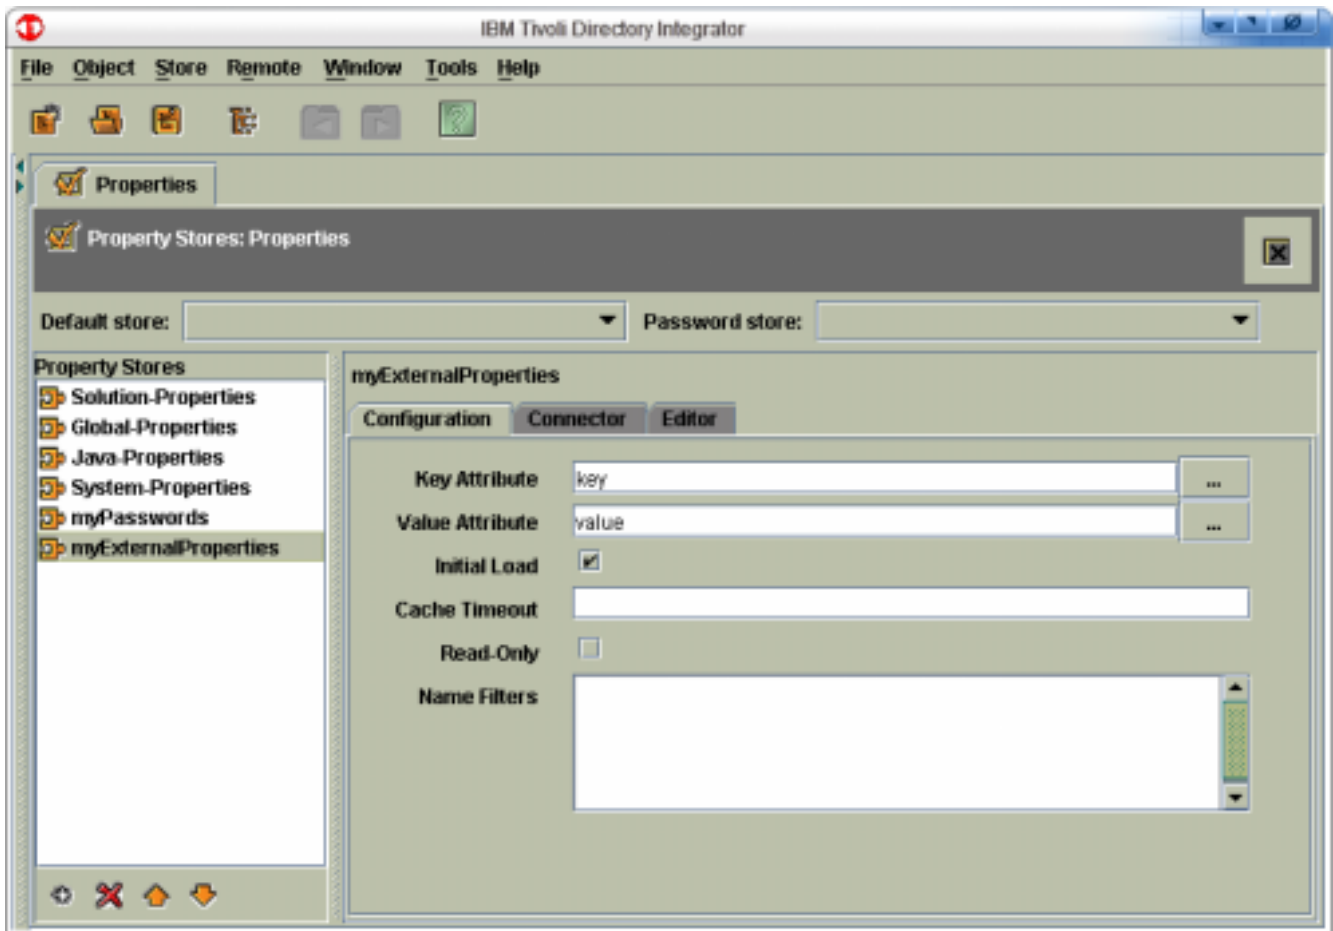 IBM Tivoli Directory Integrator
File Object Store Remote Window Tools Help
Properties
Property Stores: Properties
Default store: Password store:
Property Stores
Solution-Properties
Global-Properties
Java-Properties
System-Properties
myPasswords
myExternalProperties
myExternalProperties
Configuration Connector Editor
Key Attribute key ...
Value Attribute value ...
Initial Load
Cache Timeout
Read-Only
Name Filters